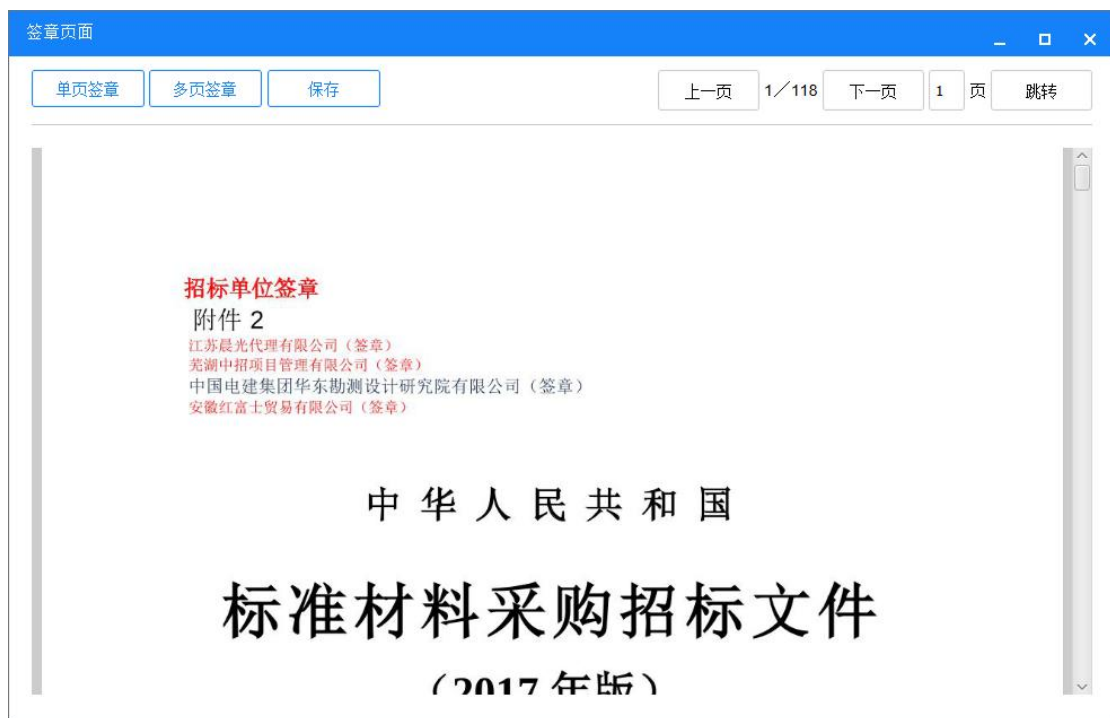 签章页面
单页签章 多页签章 保存 上一页 1／118 下一页 1 页 跳转
招标单位签章
附件 2
江苏晨光代理有限公司（签章）
芜湖中招项目管理有限公司（签章）
中国电建集团华东勘测设计研究院有限公司（签章）
安徽红富士贸易有限公司（签章）
中华人民共和国
标准材料采购招标文件
（2017 年版）